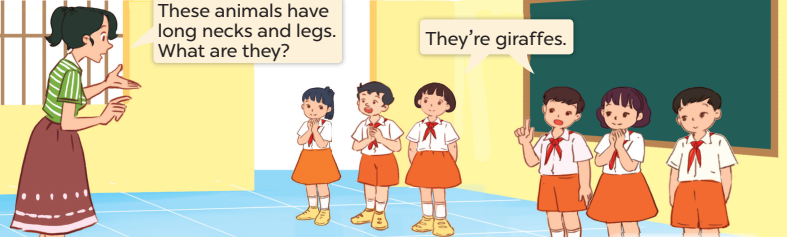 These animals have
long necks and legs.
What are they?
They're giraffes.